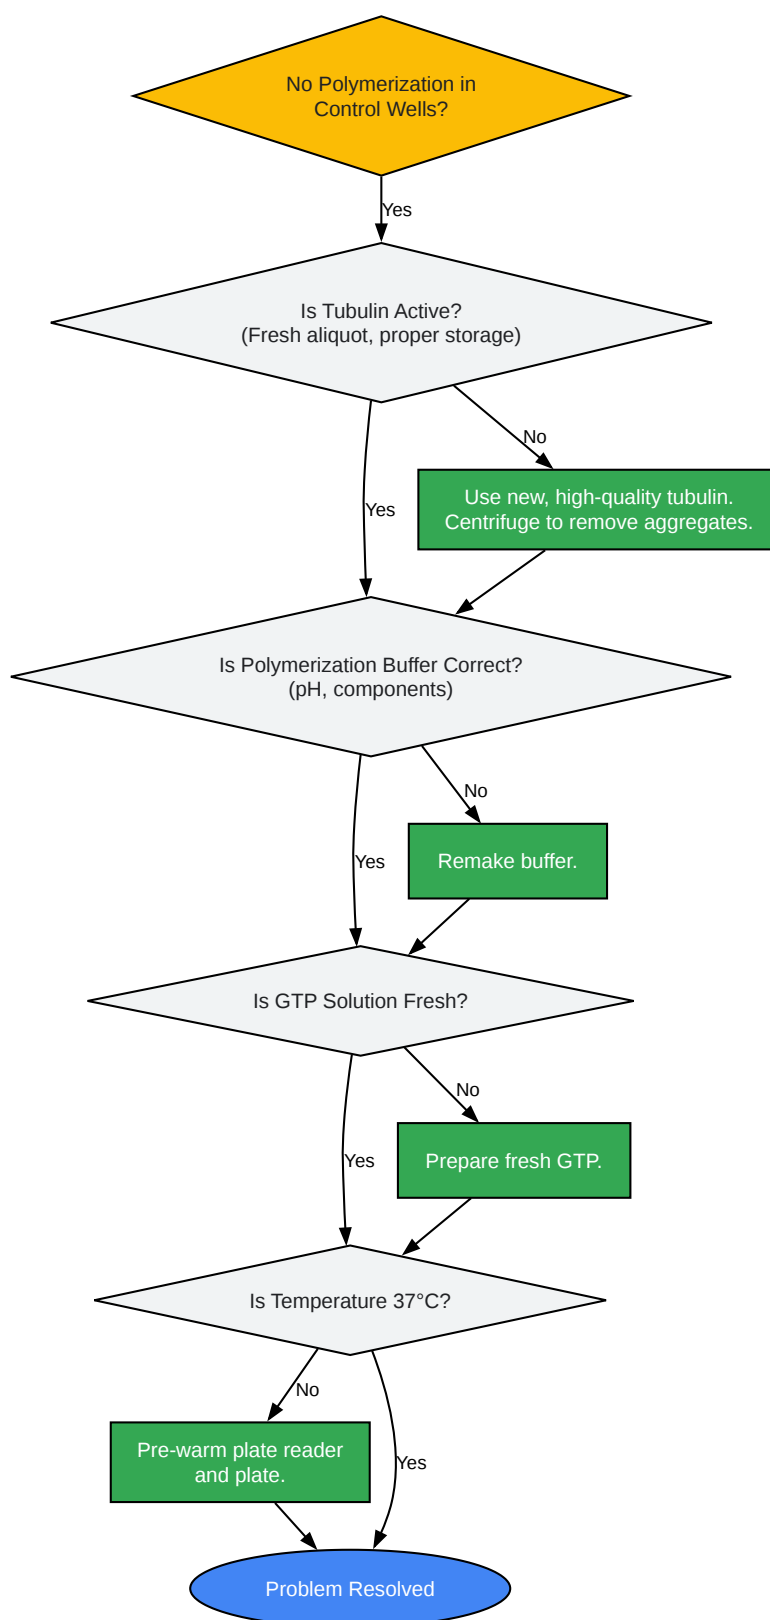 No Polymerization in
Control Wells?
Yes
Is Tubulin Active?
(Fresh aliquot, proper storage)
No
Use new, high-quality tubulin.
Centrifuge to remove aggregates.
Yes
Is Polymerization Buffer Correct?
(pH, components)
No
Remake buffer.
Yes
Is GTP Solution Fresh?
No
Prepare fresh GTP.
Yes
Is Temperature 37°C?
No
Pre-warm plate reader
and plate.
Yes
Problem Resolved